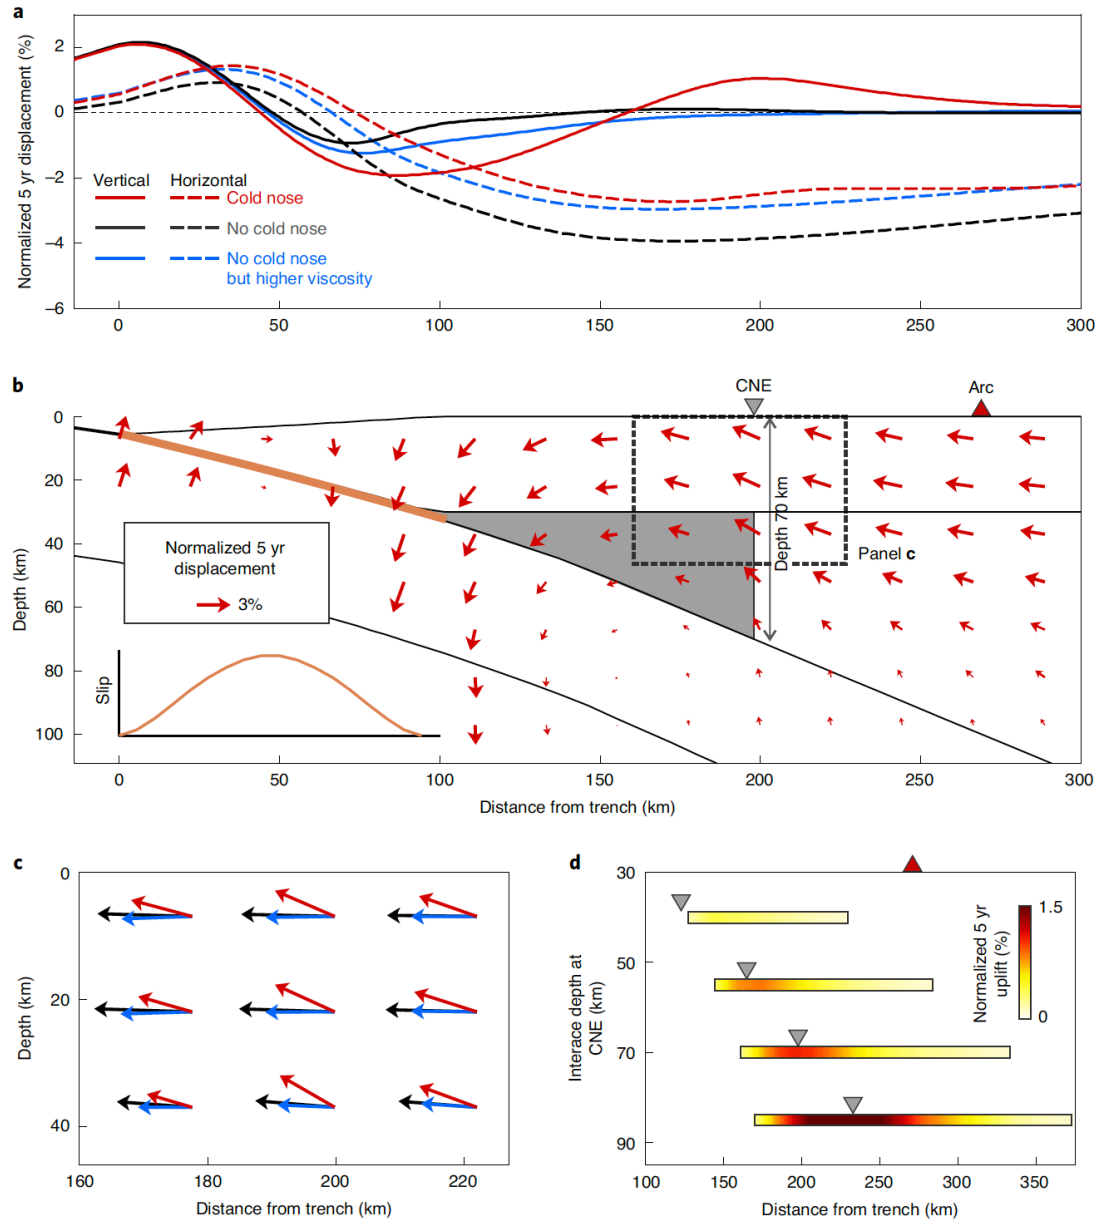 a
Normalized 5 yr displacement (%)
2
0
–2
–4
–6
Vertical
Horizontal
Cold nose
No cold nose
No cold nose
but higher viscosity
0
50
100
150
200
250
300
b
CNE
Arc
Depth (km)
0
20
40
60
80
100
Normalized 5 yr
displacement
3%
Depth 70 km
Panel c
Slip
0
50
100
150
200
250
300
Distance from trench (km)
c
Depth (km)
0
20
40
160
180
200
220
Distance from trench (km)
d
Interace depth at
CNE (km)
30
50
70
90
Normalized 5 yr
uplift (%)
1.5
0
100
150
200
250
300
350
Distance from trench (km)